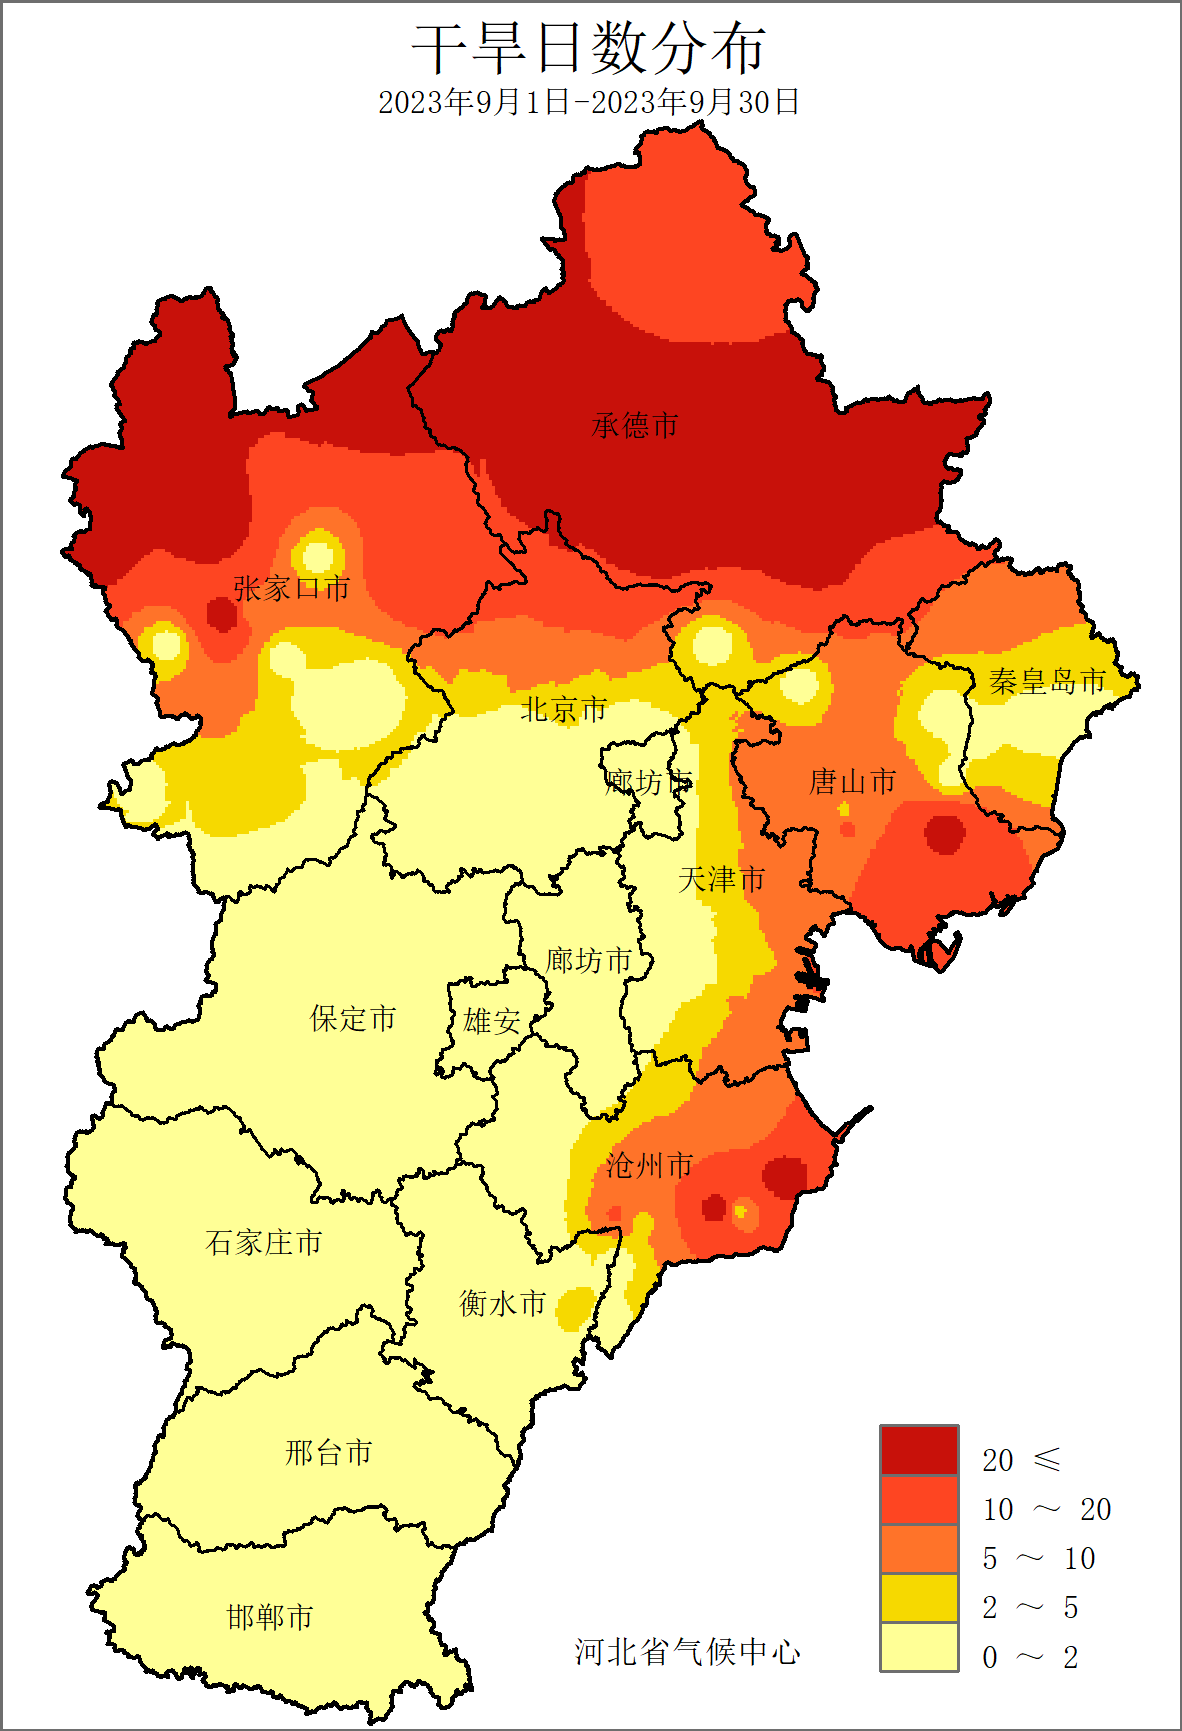 干旱日数分布
2023年9月1日-2023年9月30日
承德市
张家口市
秦皇岛市
北京市
廊坊市
唐山市
天津市
廊坊市
保定市
雄安
沧州市
石家庄市
衡水市
邢台市
邯郸市
河北省气候中心
20 ≤
10 ～ 20
5 ～ 10
2 ～ 5
0 ～ 2